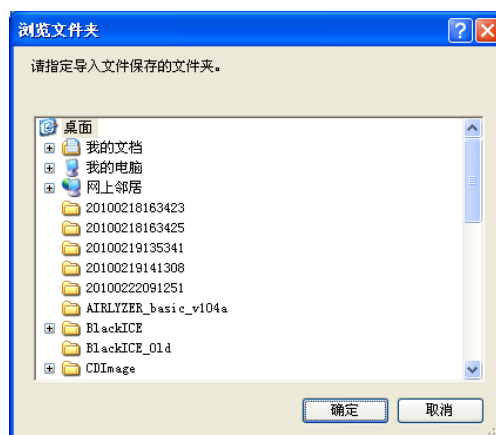 浏览文件夹
请指定导入文件保存的文件夹。
桌面
我的文档
我的电脑
网上邻居
20100218163423
20100218163425
20100219135341
20100219141308
20100222091251
AIRLYZER_basic_v104a
BlackICE
BlackICE_Old
CDImage
确定 取消